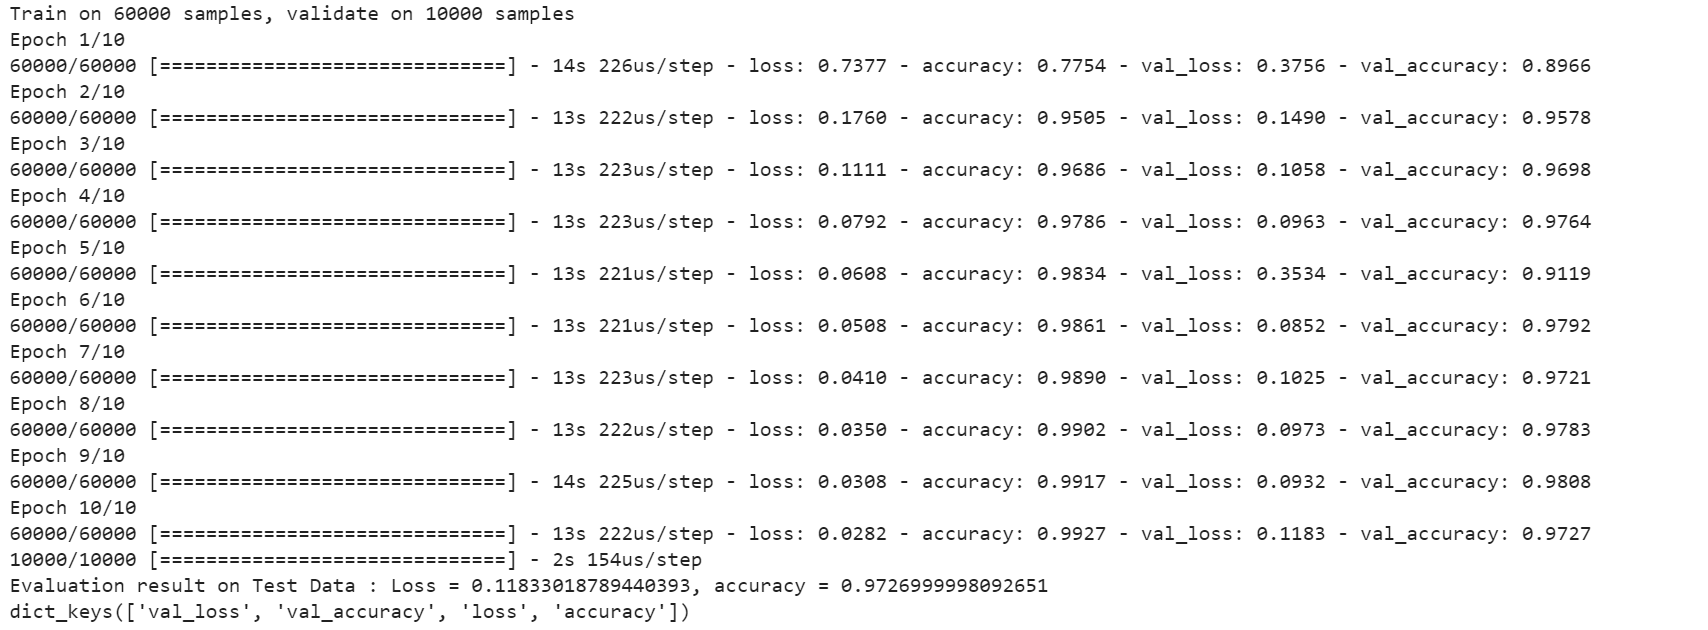 Train on 60000 samples, validate on 10000 samples
Epoch 1/10
60000/60000 [==============================] - 14s 226us/step - loss: 0.7377 - accuracy: 0.7754 - val_loss: 0.3756 - val_accuracy: 0.8966
Epoch 2/10
60000/60000 [==============================] - 13s 222us/step - loss: 0.1760 - accuracy: 0.9505 - val_loss: 0.1490 - val_accuracy: 0.9578
Epoch 3/10
60000/60000 [==============================] - 13s 223us/step - loss: 0.1111 - accuracy: 0.9686 - val_loss: 0.1058 - val_accuracy: 0.9698
Epoch 4/10
60000/60000 [==============================] - 13s 223us/step - loss: 0.0792 - accuracy: 0.9786 - val_loss: 0.0963 - val_accuracy: 0.9764
Epoch 5/10
60000/60000 [==============================] - 13s 221us/step - loss: 0.0608 - accuracy: 0.9834 - val_loss: 0.3534 - val_accuracy: 0.9119
Epoch 6/10
60000/60000 [==============================] - 13s 221us/step - loss: 0.0508 - accuracy: 0.9861 - val_loss: 0.0852 - val_accuracy: 0.9792
Epoch 7/10
60000/60000 [==============================] - 13s 223us/step - loss: 0.0410 - accuracy: 0.9890 - val_loss: 0.1025 - val_accuracy: 0.9721
Epoch 8/10
60000/60000 [==============================] - 13s 222us/step - loss: 0.0350 - accuracy: 0.9902 - val_loss: 0.0973 - val_accuracy: 0.9783
Epoch 9/10
60000/60000 [==============================] - 14s 225us/step - loss: 0.0308 - accuracy: 0.9917 - val_loss: 0.0932 - val_accuracy: 0.9808
Epoch 10/10
60000/60000 [==============================] - 13s 222us/step - loss: 0.0282 - accuracy: 0.9927 - val_loss: 0.1183 - val_accuracy: 0.9727
10000/10000 [==============================] - 2s 154us/step
Evaluation result on Test Data : Loss = 0.11833018789440393, accuracy = 0.9726999998092651
dict_keys(['val_loss', 'val_accuracy', 'loss', 'accuracy'])